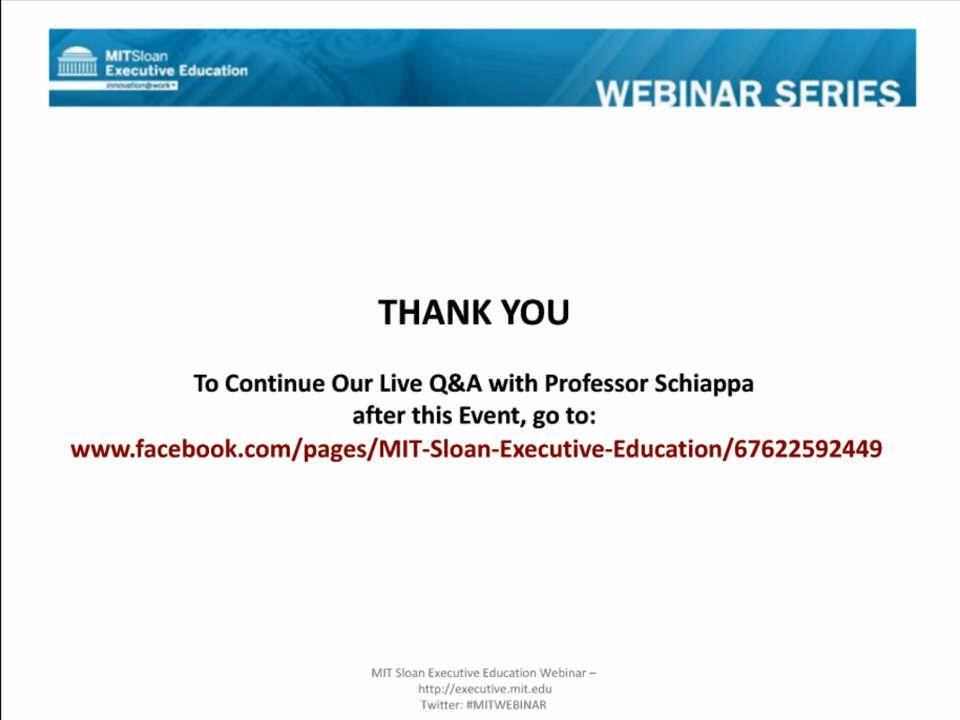 MITSloan
Executive Education
innovation@work™
WEBINAR SERIES
THANK YOU
To Continue Our Live Q&A with Professor Schiappa
after this Event, go to:
www.facebook.com/pages/MIT-Sloan-Executive-Education/67622592449
MIT Sloan Executive Education Webinar –
http://executive.mit.edu
Twitter: #MITWEBINAR